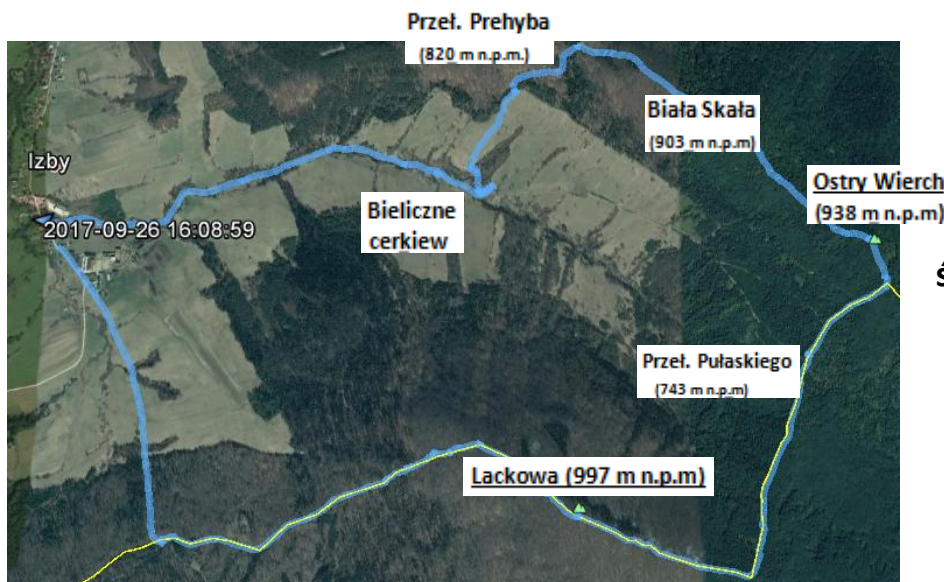 Przeł. Prehyba
(820 m n.p.m.)
Biała Skała
(903 m n.p.m)
Izby
Ostry Wierch
(938 m n.p.m)
Bieliczne
cerkiew
2017-09-26 16:08:59
Ś
Przeł. Pułaskiego
(743 m n.p.m)
Lackowa (997 m n.p.m)